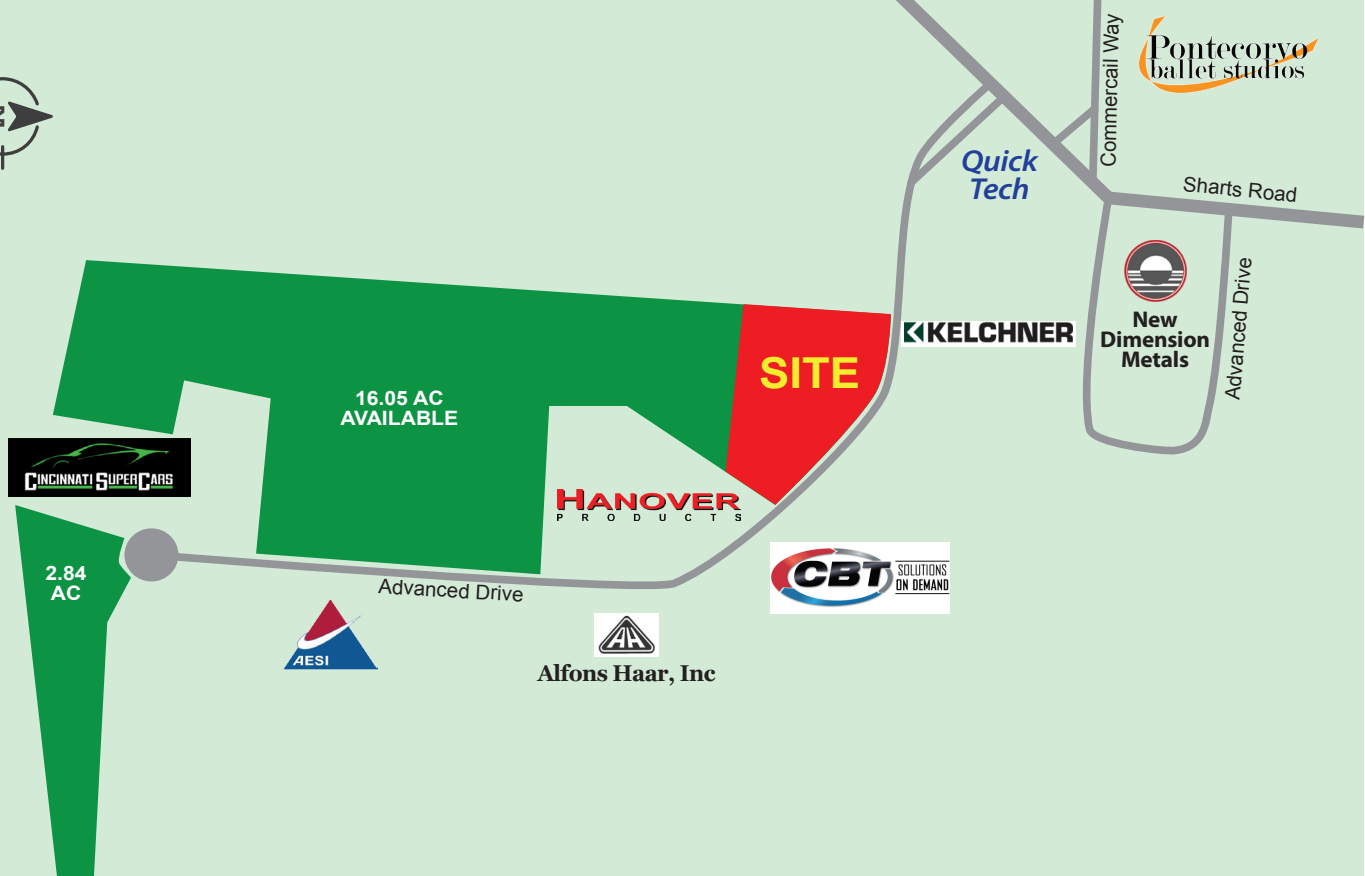 Commercail Way
Pontecorvo
ballet studios
Quick
Tech
Sharts Road
New
Dimension
Metals
Advanced Drive
KELCHNER
SITE
16.05 AC
AVAILABLE
CINCINNATI SUPERCARS
HANOVER
PRODUCTS
CBT
SOLUTIONS
ON DEMAND
2.84
AC
Advanced Drive
AESI
AH
Alfons Haar, Inc